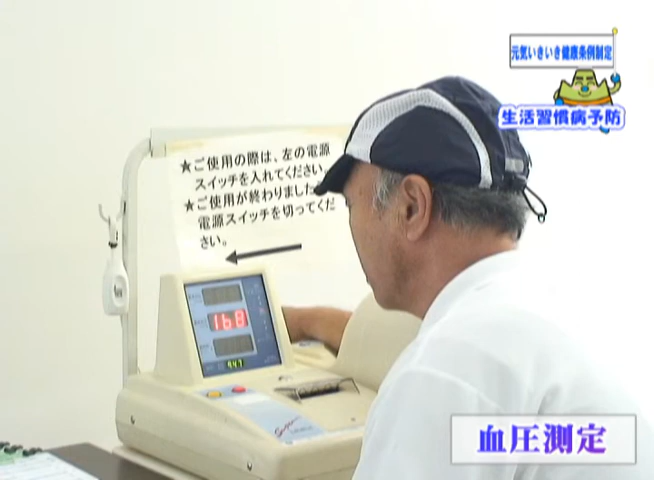 元気いきいき健康条例制定
生活習慣病予防
★ご使用の際は、左の電源
スイッチを入れてください。
★ご使用が終わりました
電源スイッチを切ってくだ
さい。
168
9:47
血圧測定